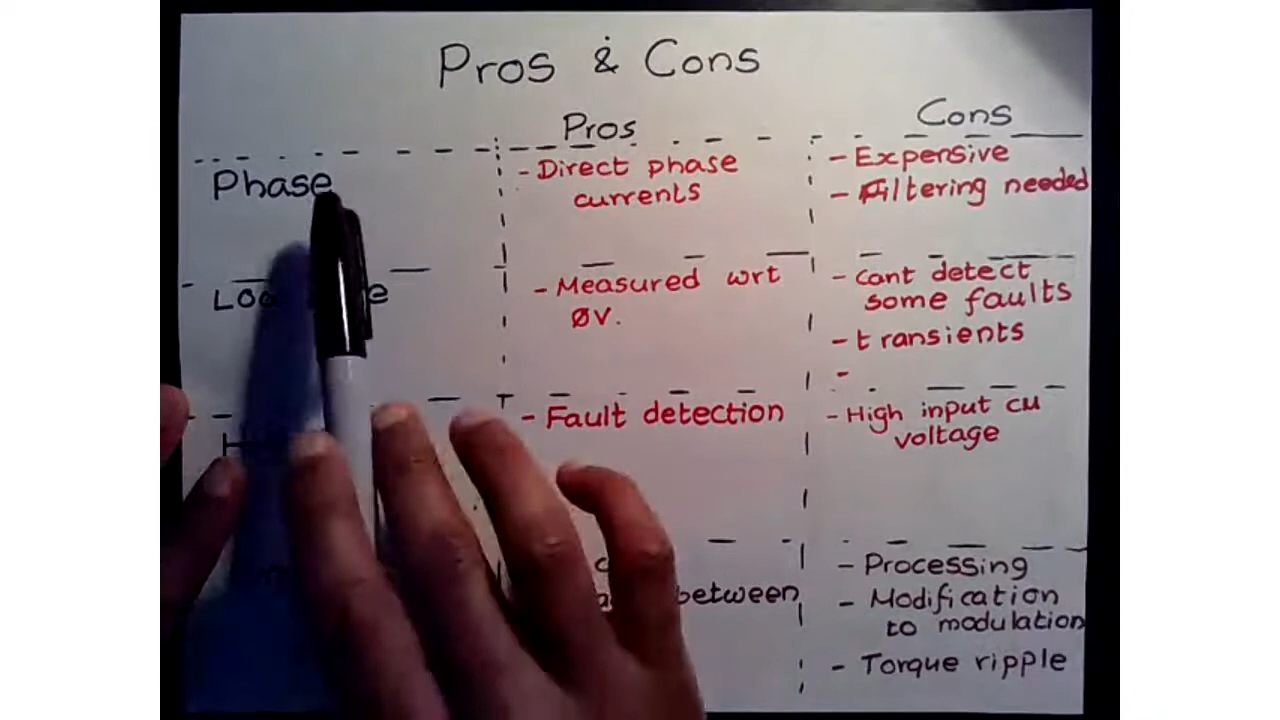 Pros & Cons
Pros
Cons
Phase
- Direct phase
currents
- Expensive
- Filtering needed
- Measured wrt
ØV.
- Cant detect
some faults
- transients
-
- Fault detection
- High input CM
voltage
between
- Processing
- Modification
to modulation
- Torque ripple